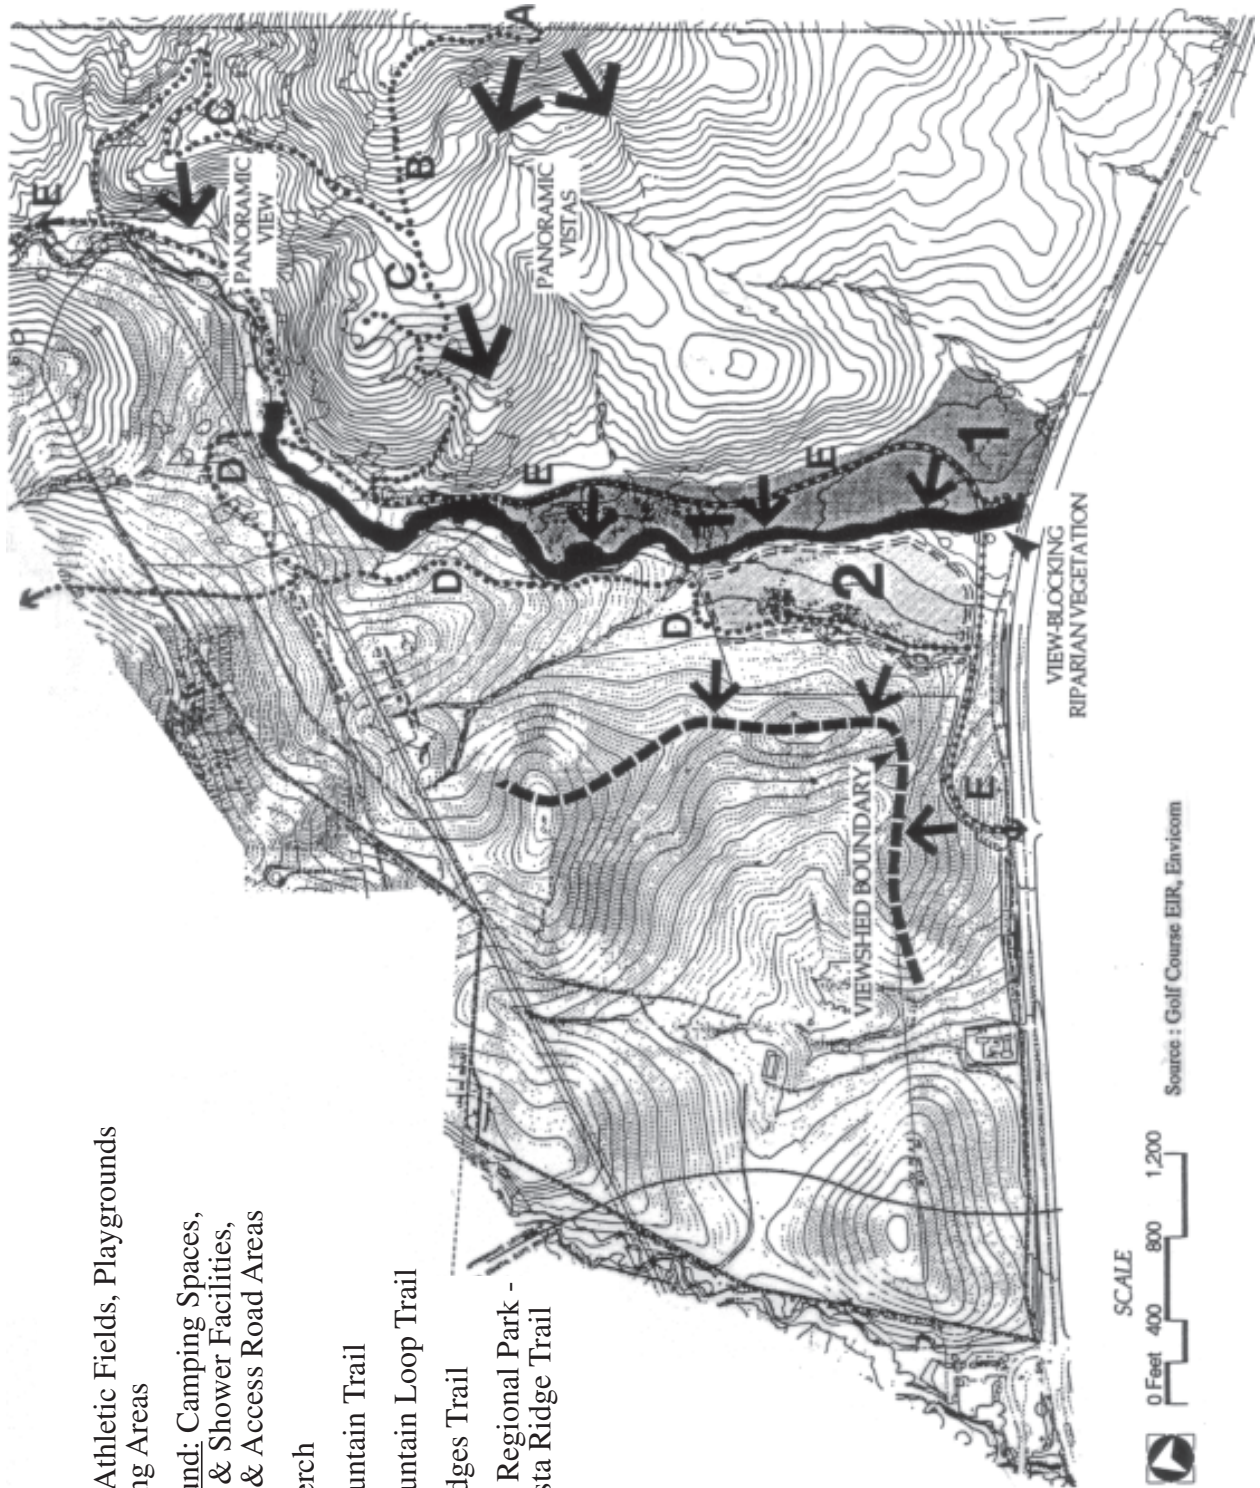 Athletic Fields, Playgrounds
ng Areas
und: Camping Spaces,
& Shower Facilities,
& Access Road Areas
erch
untain Trail
untain Loop Trail
dges Trail
Regional Park -
sta Ridge Trail
A
B
C
C
E
PANORAMIC
VIEW
PANORAMIC
VISTAS
D
D
D
E
E
E
1
1
2
VIEWSHED BOUNDARY
VIEW-BLOCKING
RIPARIAN VEGETATION
SCALE
0 Feet 400 800 1,200
Source : Golf Course EIR, Envicom